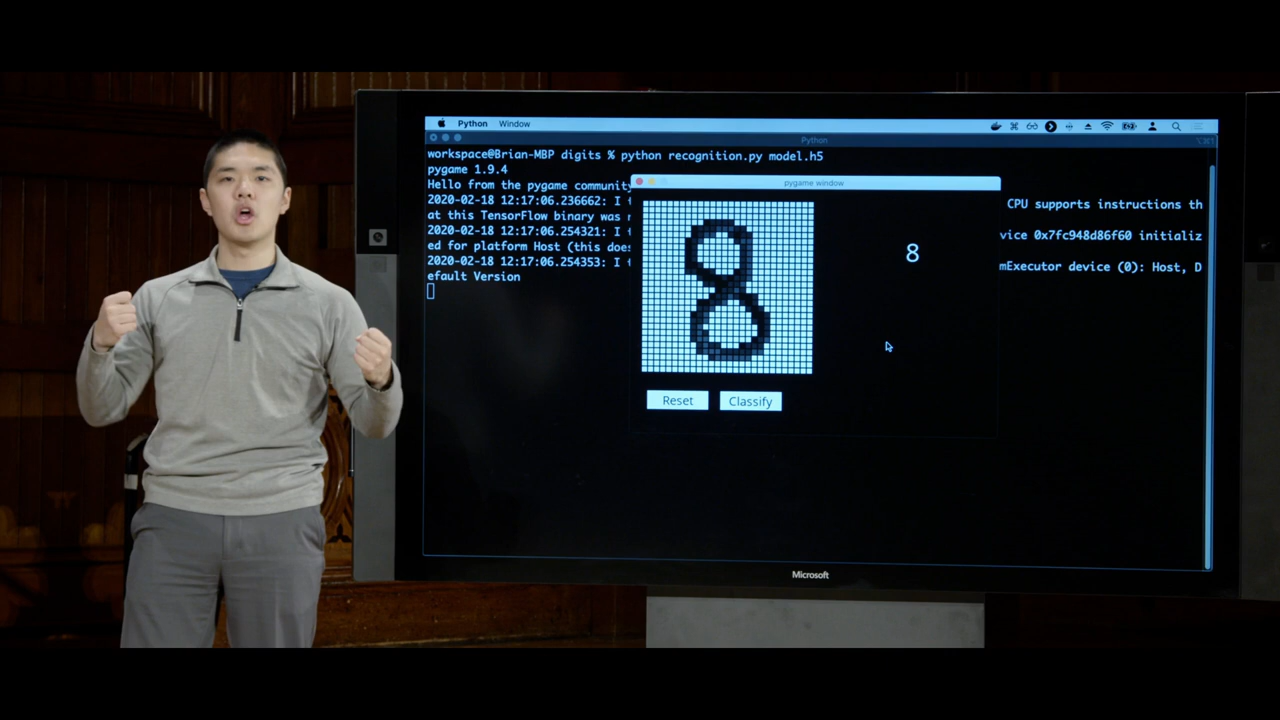 Python Window
Python
workspace@Brian-MBP digits % python recognition.py model.h5
pygame 1.9.4
Hello from the pygame community
pygame window
2020-02-18 12:17:06.236662: I
CPU supports instructions th
at this TensorFlow binary was
2020-02-18 12:17:06.254321: I
vice 0x7fc948d86f60 initializ
ed for platform Host (this does
2020-02-18 12:17:06.254353: I
mExecutor device (0): Host, D
efault Version
8
8
Reset Classify
Microsoft